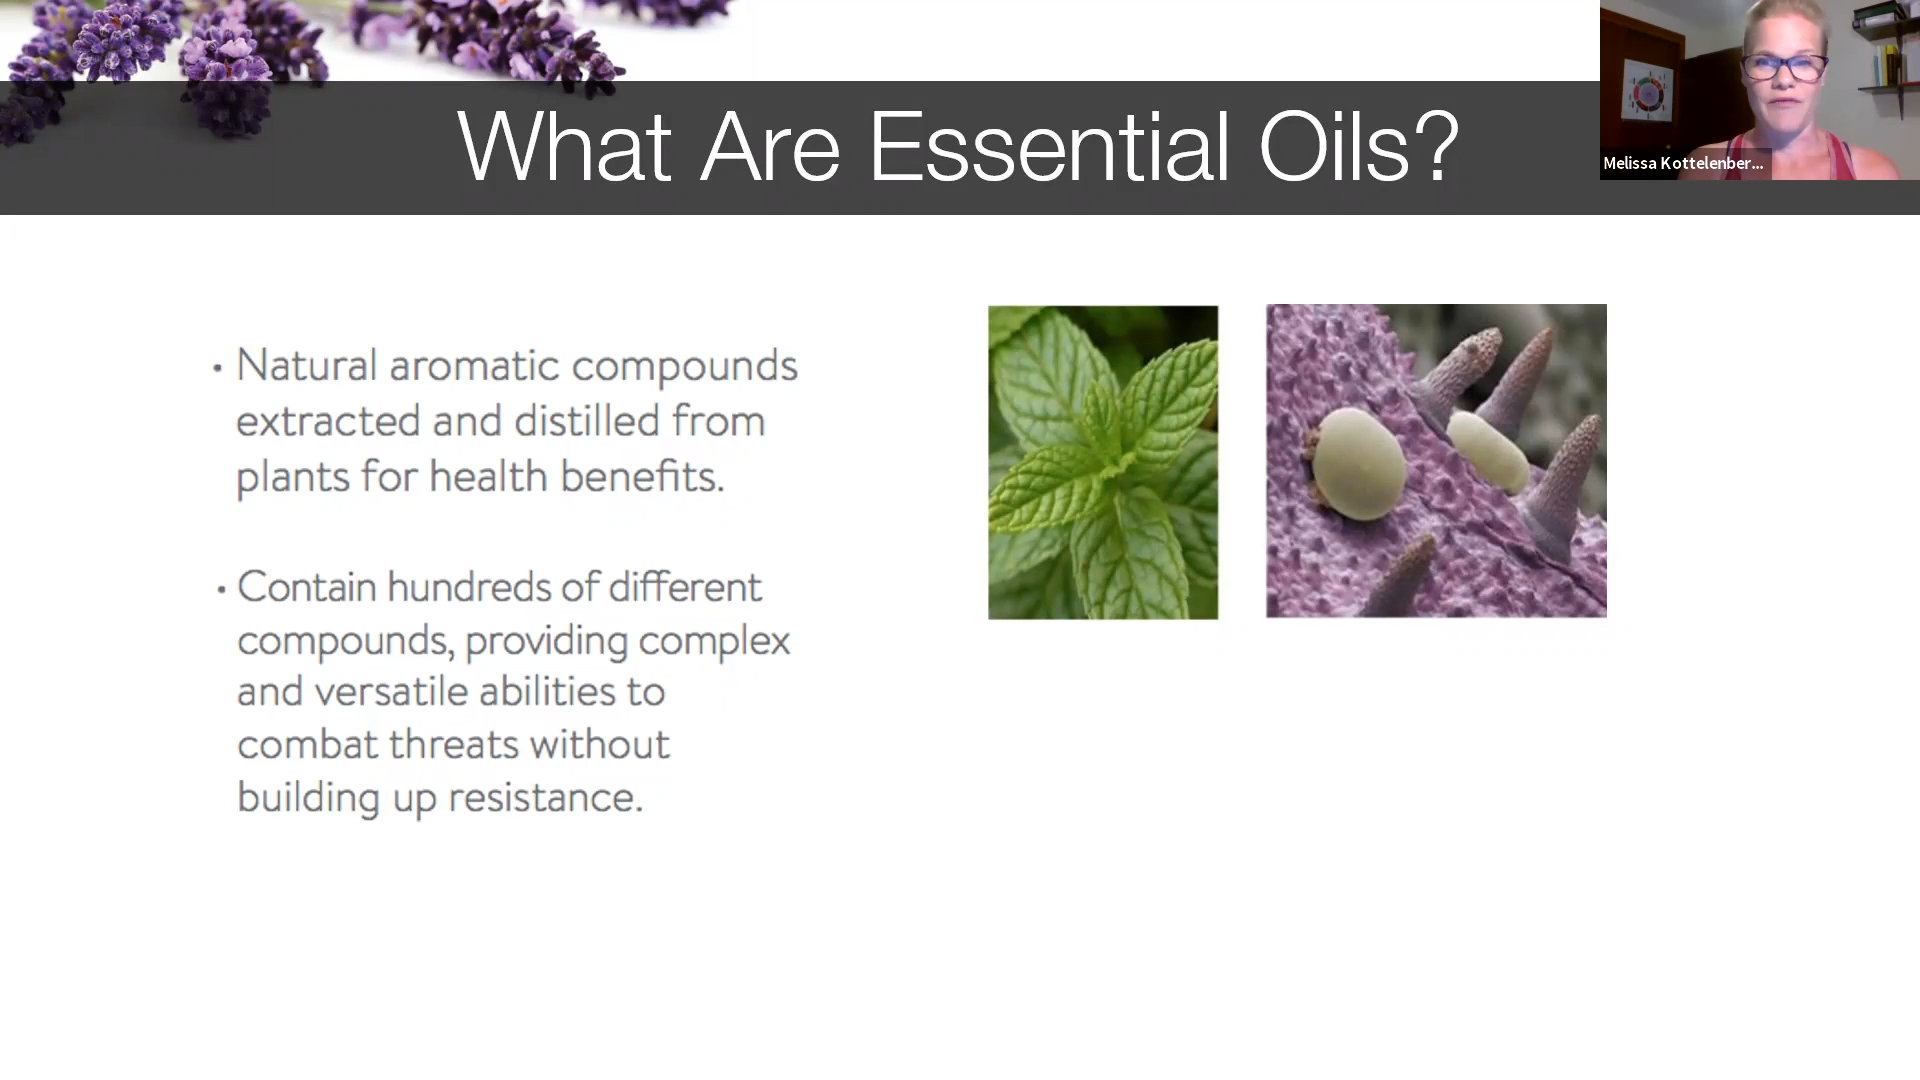 What Are Essential Oils?
Melissa Kottelenber...
• Natural aromatic compounds
extracted and distilled from
plants for health benefits.
• Contain hundreds of different
compounds, providing complex
and versatile abilities to
combat threats without
building up resistance.